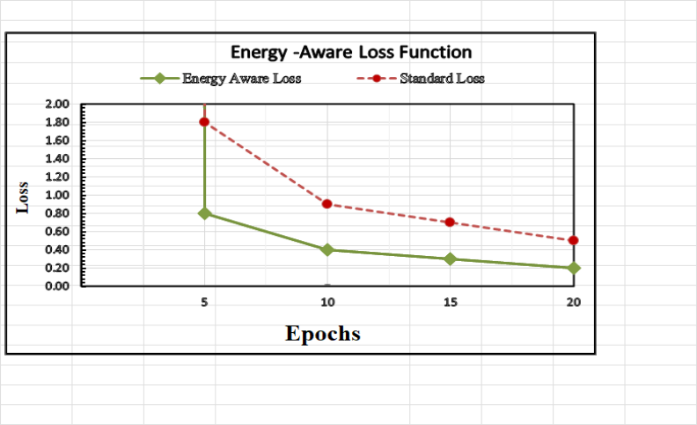 Energy -Aware Loss Function
Energy Aware Loss Standard Loss
2.00
1.80
1.60
1.40
1.20
1.00
0.80
0.60
0.40
0.20
0.00
Loss
5 10 15 20
Epochs